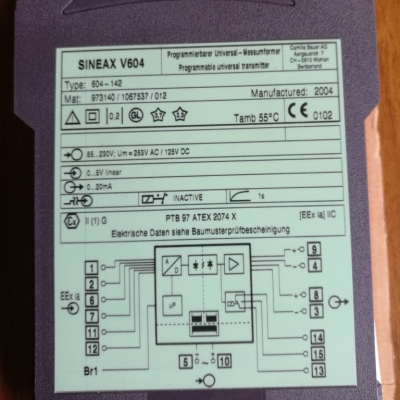 SINEAX V604
Programmierbarer Universal - Messumformer
Programmable universal transmitter
Camille Bauer AG
Aargauerstr. 7
CH - 5610 Wohlen
Switzerland
Type: 604 -142
Mat: 973140 / 1067537 / 012
Manufactured: 2004
0,2 GL
Tamb 55°C CE 0102
85...230V; Um = 253V AC / 125V DC
0...5V linear
0...20mA
INACTIVE
1s
Ex II (1) G
PTB 97 ATEX 2074 X
[EEx ia] IIC
Elektrische Daten siehe Baumusterprüfbescheinigung
EEx ia
1
2
6
7
11
12
Br1
A
D
µP
+ 9
- 4
+ 8
- 3
14
15
13
5 ~ 10